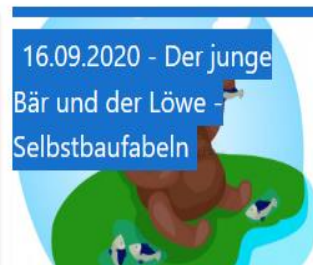 16.09.2020 - Der junge
Bär und der Löwe -
Selbstbaufabeln